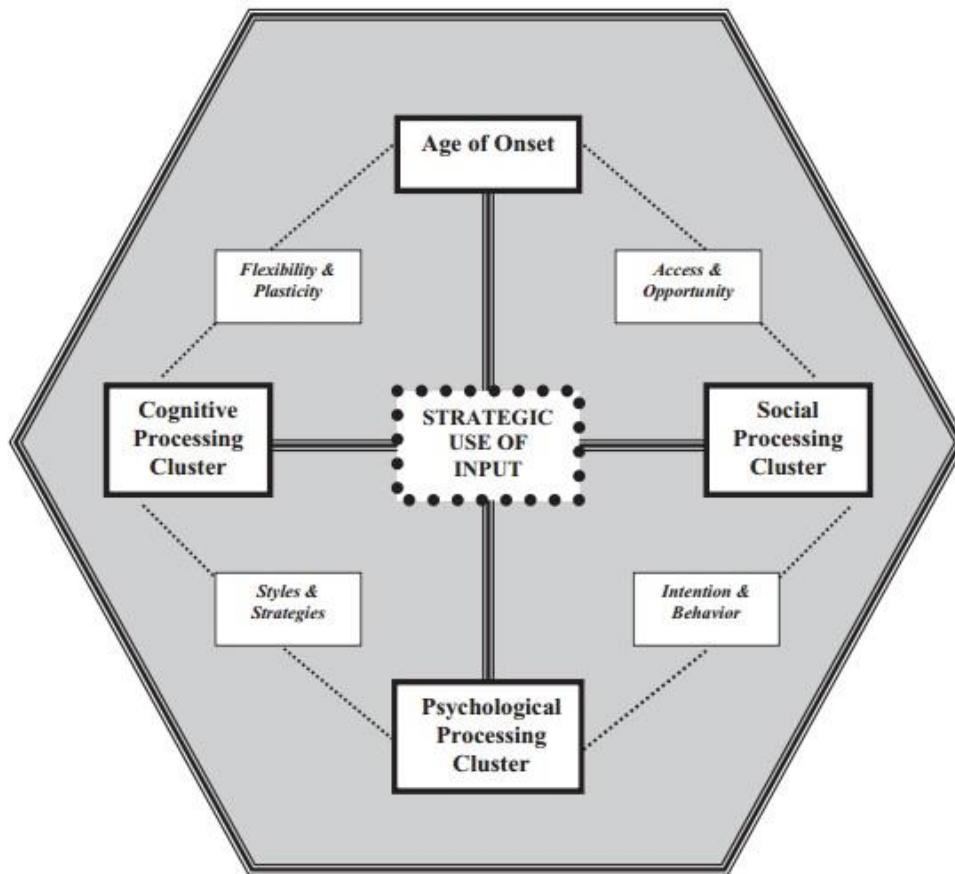 Age of Onset
Flexibility &
Plasticity
Access &
Opportunity
Cognitive
Processing
Cluster
STRATEGIC
USE OF
INPUT
Social
Processing
Cluster
Styles &
Strategies
Intention &
Behavior
Psychological
Processing
Cluster